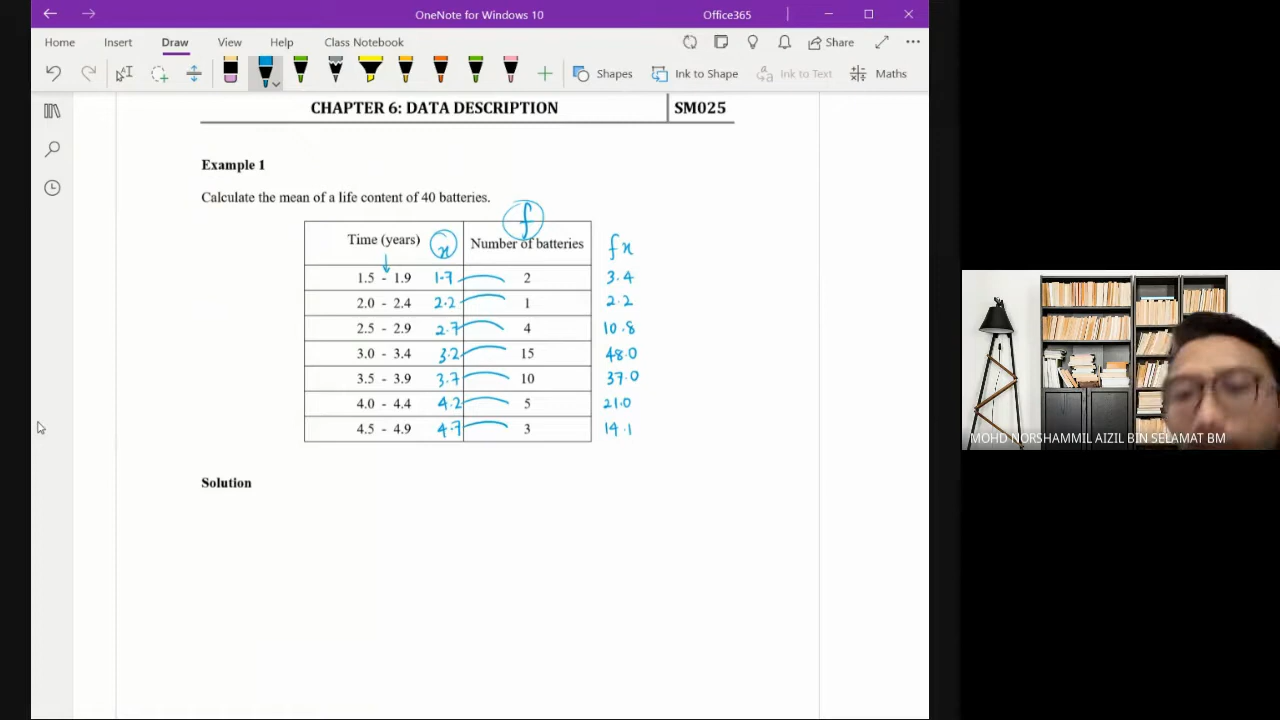 OneNote for Windows 10
Office365
Home Insert Draw View Help Class Notebook
Share
Shapes Ink to Shape Ink to Text Maths
CHAPTER 6: DATA DESCRIPTION SM025
Example 1
Calculate the mean of a life content of 40 batteries.
f
Time (years) x Number of batteries fx
1.5 - 1.9 1.7 2 3.4
2.0 - 2.4 2.2 1 2.2
2.5 - 2.9 2.7 4 10.8
3.0 - 3.4 3.2 15 48.0
3.5 - 3.9 3.7 10 37.0
4.0 - 4.4 4.2 5 21.0
4.5 - 4.9 4.7 3 14.1
Solution
MOHD NORSHAMMIL AIZIL BIN SELAMAT BM